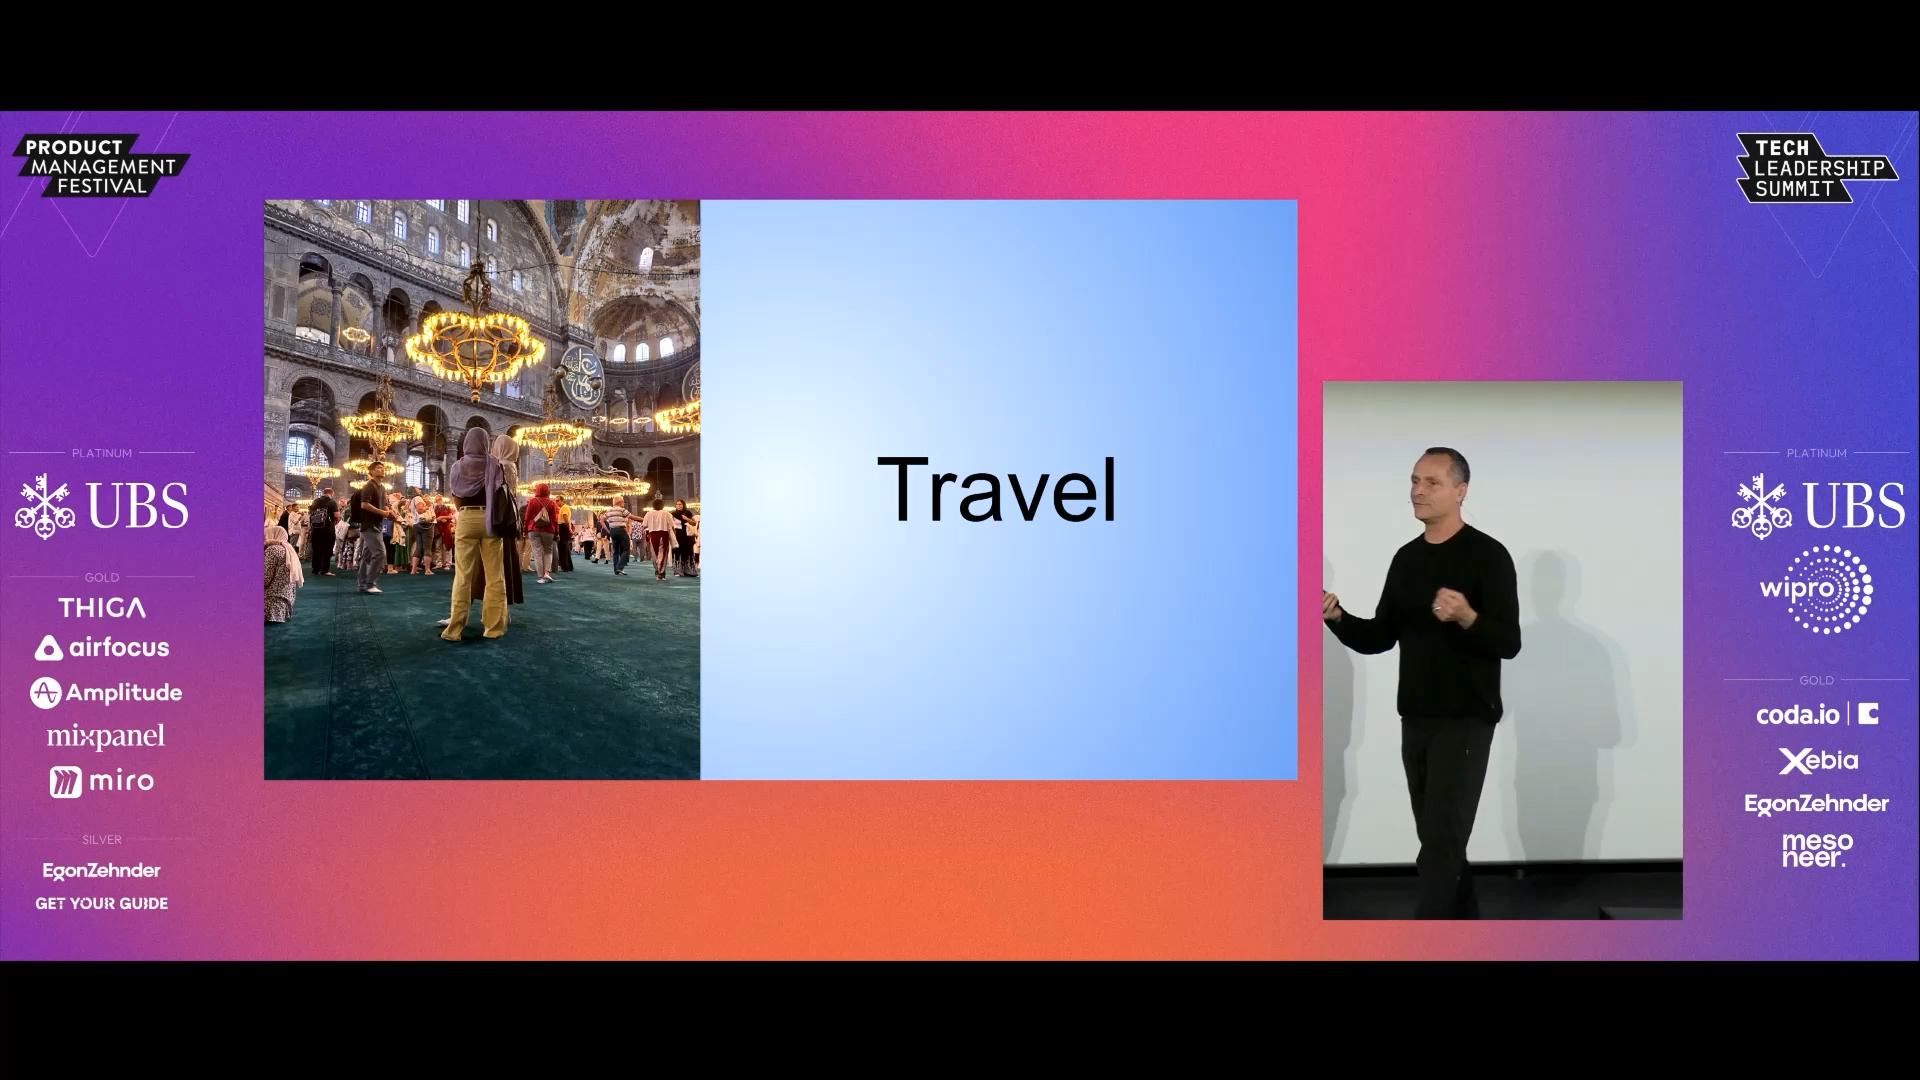 PRODUCT
MANAGEMENT
FESTIVAL
TECH
LEADERSHIP
SUMMIT
Travel
PLATINUM
UBS
GOLD
THIGA
airfocus
Amplitude
mixpanel
miro
SILVER
EgonZehnder
GET YOUR GUIDE
PLATINUM
UBS
wipro
GOLD
coda.io
Xebia
EgonZehnder
meso
neer.